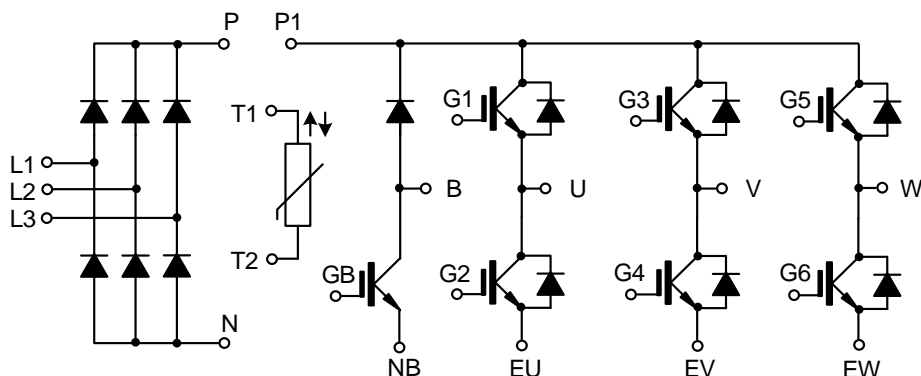 P P1
T1
G1 G3 G5
L1
L2
L3
B U V W
T2
GB G2 G4 G6
N
NB EU EV EW